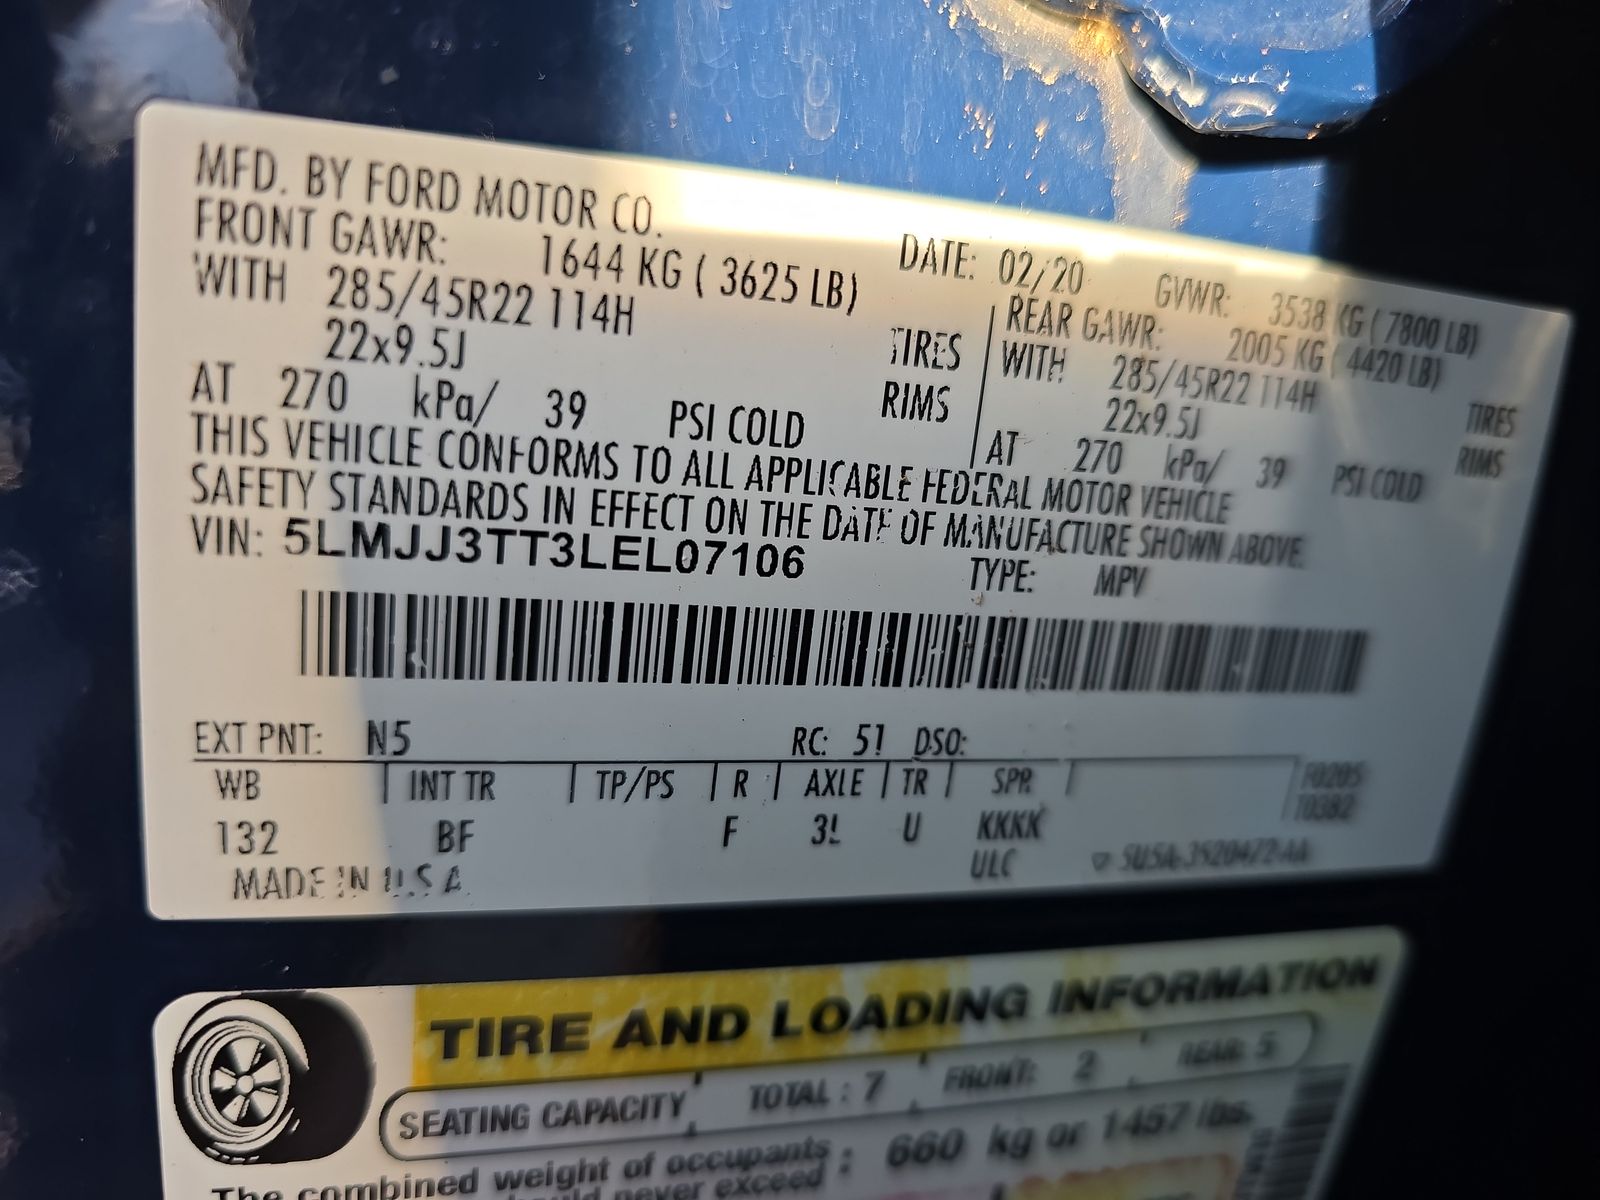 MFD. BY FORD MOTOR CO.
DATE: 02/20 GVWR: 3538 KG ( 7800 LB)
FRONT GAWR: 1644 KG ( 3625 LB)
WITH 285/45R22 114H TIRES
22x9.5J RIMS
AT 270 kPa/ 39 PSI COLD
REAR GAWR: 2005 KG ( 4420 LB)
WITH 285/45R22 114H TIRES
22x9.5J RIMS
AT 270 kPa/ 39 PSI COLD
THIS VEHICLE CONFORMS TO ALL APPLICABLE FEDERAL MOTOR VEHICLE
SAFETY STANDARDS IN EFFECT ON THE DATE OF MANUFACTURE SHOWN ABOVE.
VIN: 5LMJJ3TT3LEL07106 TYPE: MPV
EXT PNT: N5 RC: 51 DSO:
WB INT TR TP/PS R AXLE TR SPR
132 BF F 3L U KKKK
ULC
MADE IN U.S.A.
TIRE AND LOADING INFORMATION
SEATING CAPACITY TOTAL : 7 FRONT: 2 REAR: 5
The combined weight of occupants : 660 kg or 1457 lbs.
never exceed